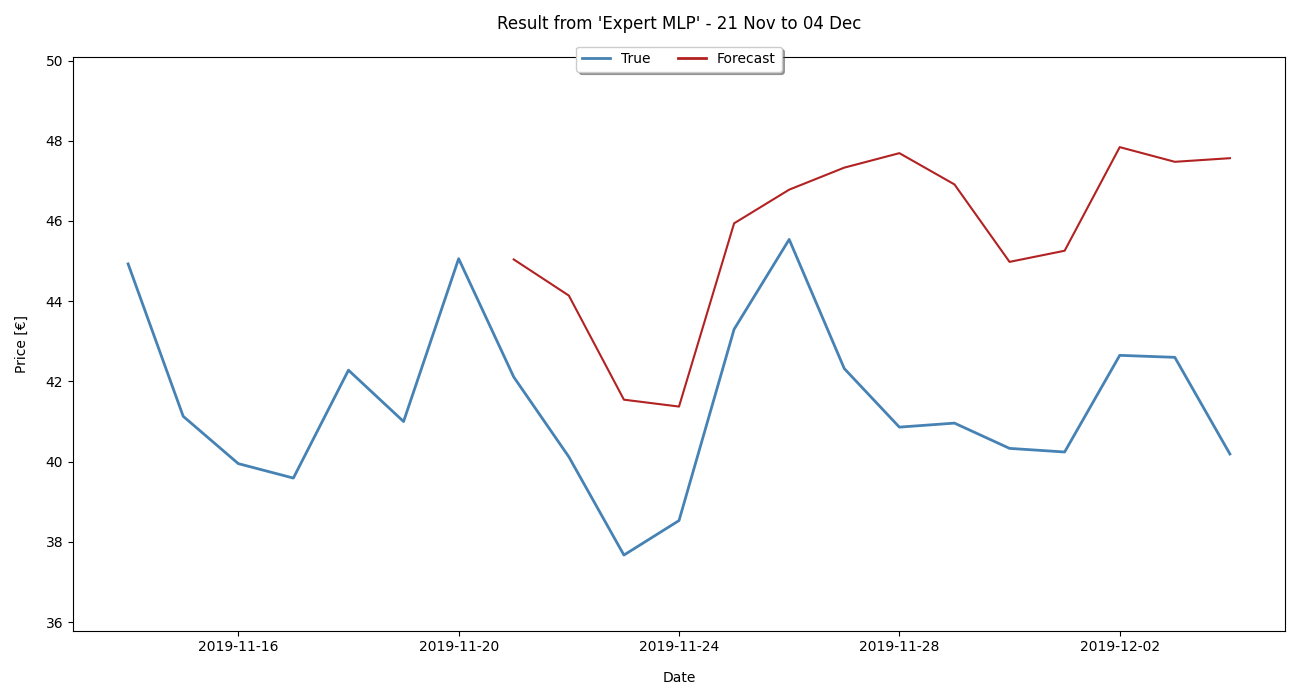 Result from 'Expert MLP' - 21 Nov to 04 Dec
True Forecast
50
48
46
44
42
40
38
36
Price [€]
2019-11-16 2019-11-20 2019-11-24 2019-11-28 2019-12-02
Date